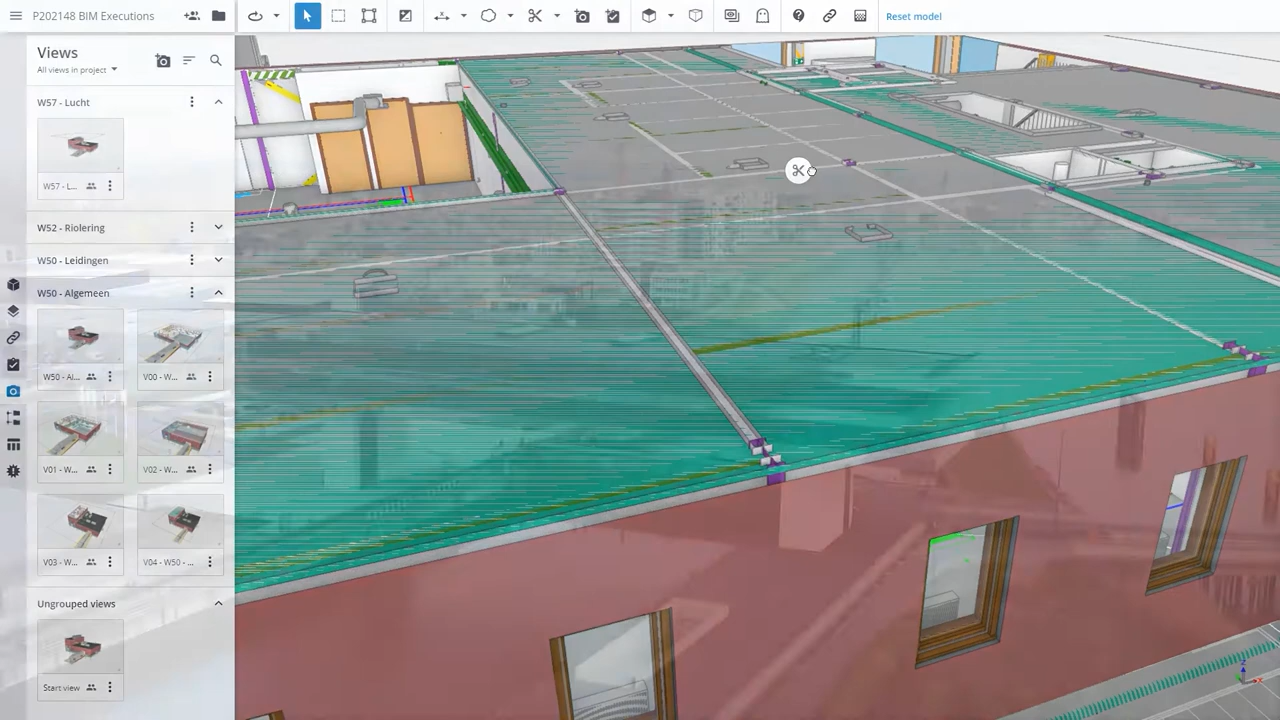 P202148 BIM Executions
Reset model
Views
All views in project
W57 - Lucht
W57 - L...
W52 - Riolering
W50 - Leidingen
W50 - Algemeen
W50 - Al...
V00 - W...
V01 - W...
V02 - W...
V03 - W...
V04 - W50 - ...
Ungrouped views
Start view
Z